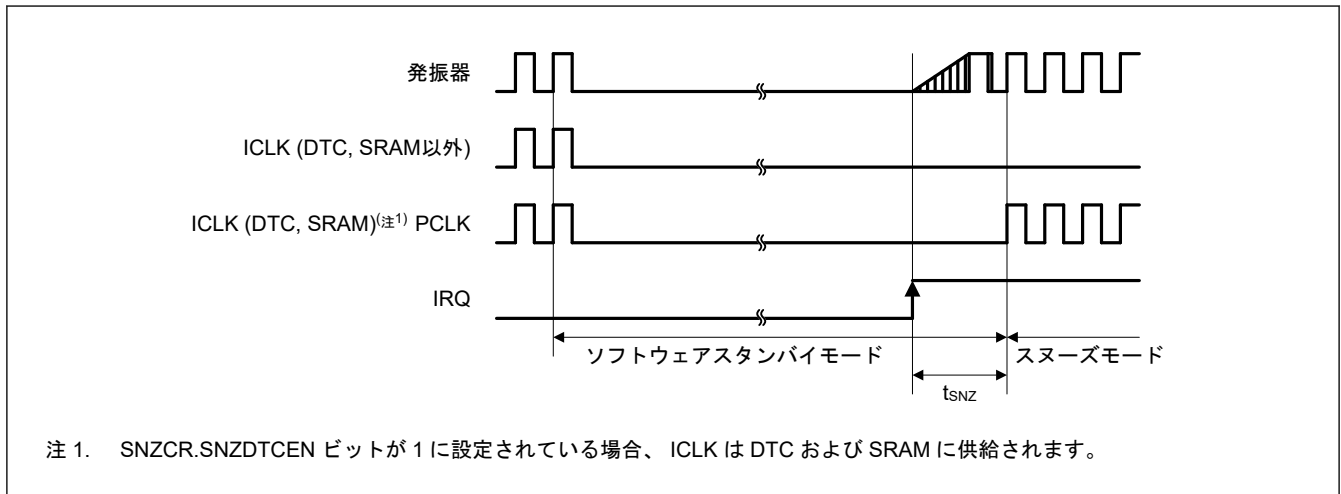 発振器
ICLK (DTC, SRAM以外)
ICLK (DTC, SRAM)(注1) PCLK
IRQ
ソフトウェアスタンバイモード
スヌーズモード
tSNZ
注 1. SNZCR.SNZDTCEN ビットが 1 に設定されている場合、 ICLK は DTC および SRAM に供給されます。